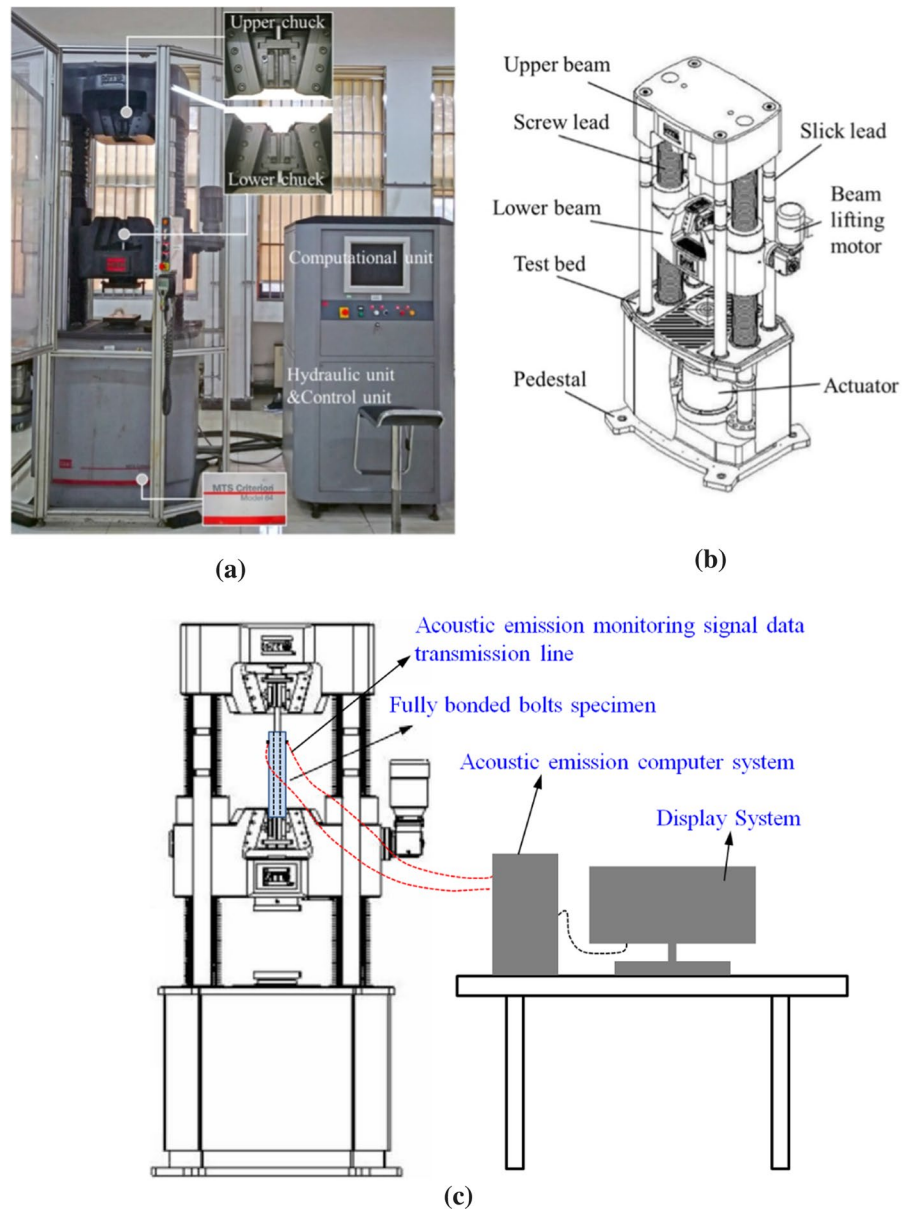 Upper chuck
Lower chuck
Computational unit
Hydraulic unit
&Control unit
MTS Criterion
Model 64
(a)
Upper beam
Screw lead
Lower beam
Test bed
Pedestal
Slick lead
Beam
lifting
motor
Actuator
(b)
Acoustic emission monitoring signal data
transmission line
Fully bonded bolts specimen
Acoustic emission computer system
Display System
(c)